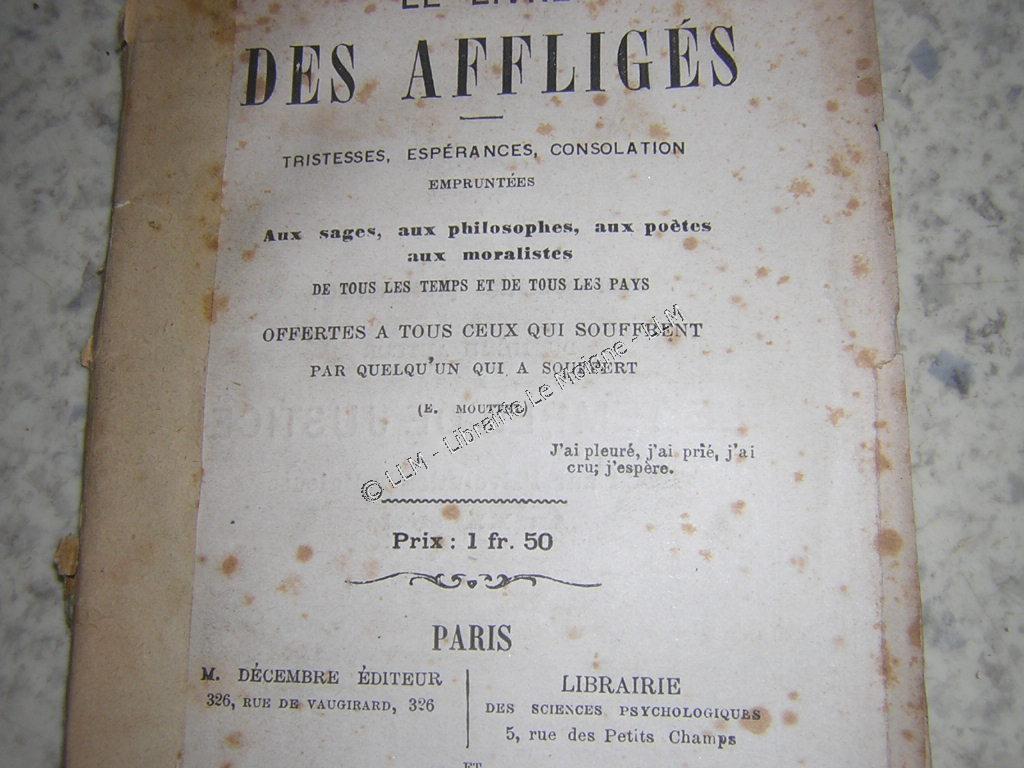 LE LIVRE
DES AFFLIGÉS
TRISTESSES, ESPÉRANCES, CONSOLATION
EMPRUNTÉES
Aux sages, aux philosophes, aux poètes
aux moralistes
DE TOUS LES TEMPS ET DE TOUS LES PAYS
OFFERTES A TOUS CEUX QUI SOUFFRENT
PAR QUELQU'UN QUI A SOUFFERT
(E.
J'ai pleuré, j'ai prié, j'ai
cru; j'espère.
© LLM - Librairie Le Moigne - LLM
Prix : 1 fr. 50
PARIS
M. DÉCEMBRE ÉDITEUR
326, RUE DE VAUGIRARD, 326
LIBRAIRIE
DES SCIENCES PSYCHOLOGIQUES
5, rue des Petits Champs
ET